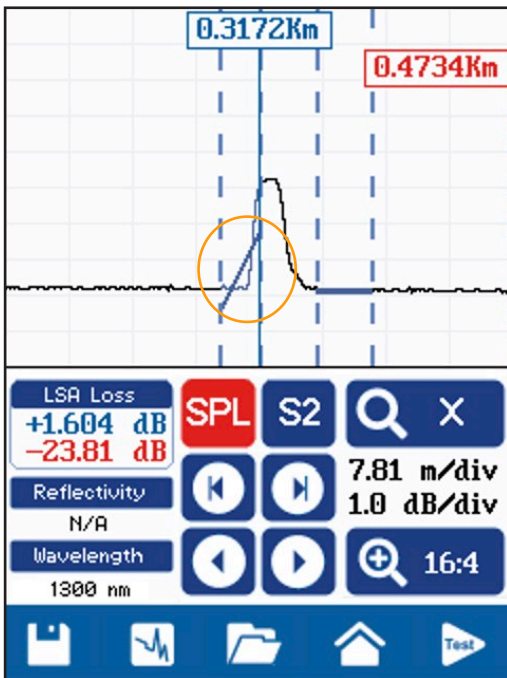 0.3172Km
0.4734Km
LSA Loss
+1.604 dB
-23.81 dB
SPL
S2
X
Reflectivity
N/A
7.81 m/div
1.0 dB/div
Wavelength
1300 nm
16:4
Test